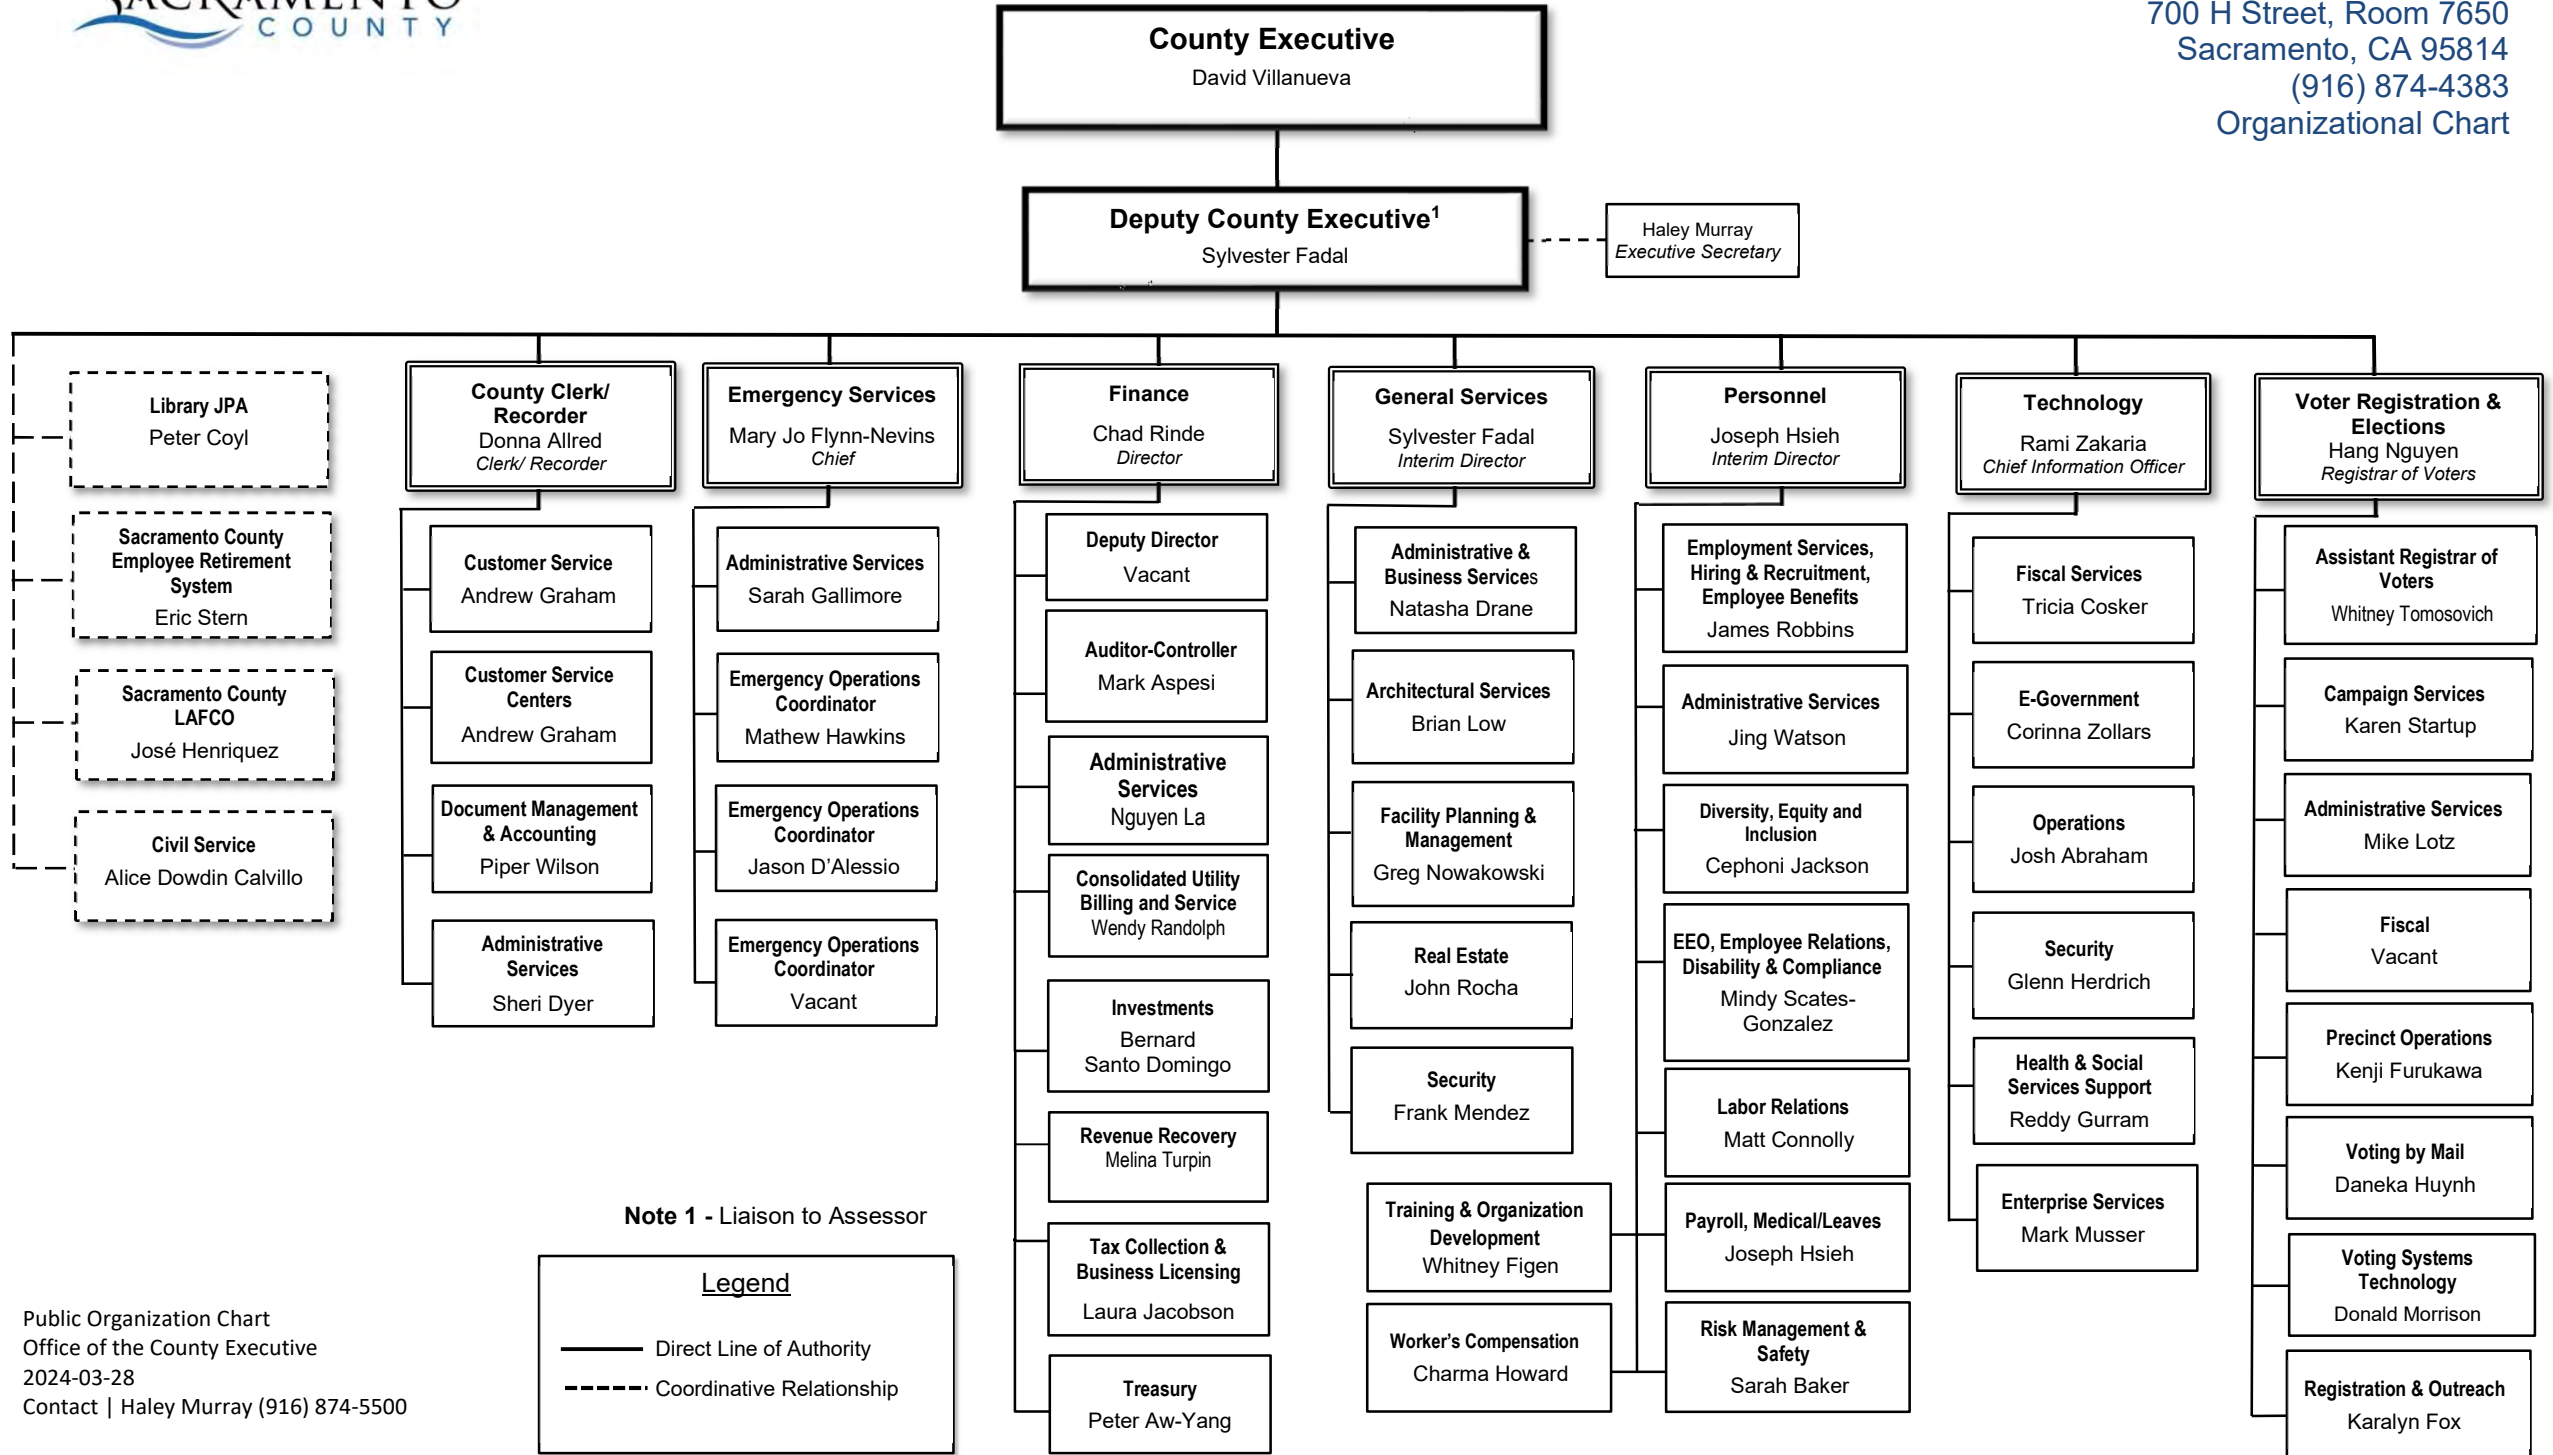 SACRAMENTO
COUNTY
700 H Street, Room 7650
Sacramento, CA 95814
(916) 874-4383
Organizational Chart
County Executive
David Villanueva
Deputy County Executive¹
Sylvester Fadal
Haley Murray
Executive Secretary
Library JPA
Peter Coyl
Sacramento County
Employee Retirement
System
Eric Stern
Sacramento County
LAFCO
José Henriquez
Civil Service
Alice Dowdin Calvillo
County Clerk/
Recorder
Donna Allred
Clerk/ Recorder
Customer Service
Andrew Graham
Customer Service
Centers
Andrew Graham
Document Management
& Accounting
Piper Wilson
Administrative
Services
Sheri Dyer
Emergency Services
Mary Jo Flynn-Nevins
Chief
Administrative Services
Sarah Gallimore
Emergency Operations
Coordinator
Mathew Hawkins
Emergency Operations
Coordinator
Jason D’Alessio
Emergency Operations
Coordinator
Vacant
Finance
Chad Rinde
Director
Deputy Director
Vacant
Auditor-Controller
Mark Aspesi
Administrative
Services
Nguyen La
Consolidated Utility
Billing and Service
Wendy Randolph
Investments
Bernard
Santo Domingo
Revenue Recovery
Melina Turpin
Tax Collection &
Business Licensing
Laura Jacobson
Treasury
Peter Aw-Yang
General Services
Sylvester Fadal
Interim Director
Administrative &
Business Services
Natasha Drane
Architectural Services
Brian Low
Facility Planning &
Management
Greg Nowakowski
Real Estate
John Rocha
Security
Frank Mendez
Personnel
Joseph Hsieh
Interim Director
Employment Services,
Hiring & Recruitment,
Employee Benefits
James Robbins
Administrative Services
Jing Watson
Diversity, Equity and
Inclusion
Cephoni Jackson
EEO, Employee Relations,
Disability & Compliance
Mindy Scates-
Gonzalez
Labor Relations
Matt Connolly
Training & Organization
Development
Whitney Figen
Payroll, Medical/Leaves
Joseph Hsieh
Worker’s Compensation
Charma Howard
Risk Management &
Safety
Sarah Baker
Technology
Rami Zakaria
Chief Information Officer
Fiscal Services
Tricia Cosker
E-Government
Corinna Zollars
Operations
Josh Abraham
Security
Glenn Herdrich
Health & Social
Services Support
Reddy Gurram
Enterprise Services
Mark Musser
Voter Registration &
Elections
Hang Nguyen
Registrar of Voters
Assistant Registrar of
Voters
Whitney Tomosovich
Campaign Services
Karen Startup
Administrative Services
Mike Lotz
Fiscal
Vacant
Precinct Operations
Kenji Furukawa
Voting by Mail
Daneka Huynh
Voting Systems
Technology
Donald Morrison
Registration & Outreach
Karalyn Fox
Note 1 - Liaison to Assessor
Legend
Direct Line of Authority
Coordinative Relationship
Public Organization Chart
Office of the County Executive
2024-03-28
Contact | Haley Murray (916) 874-5500